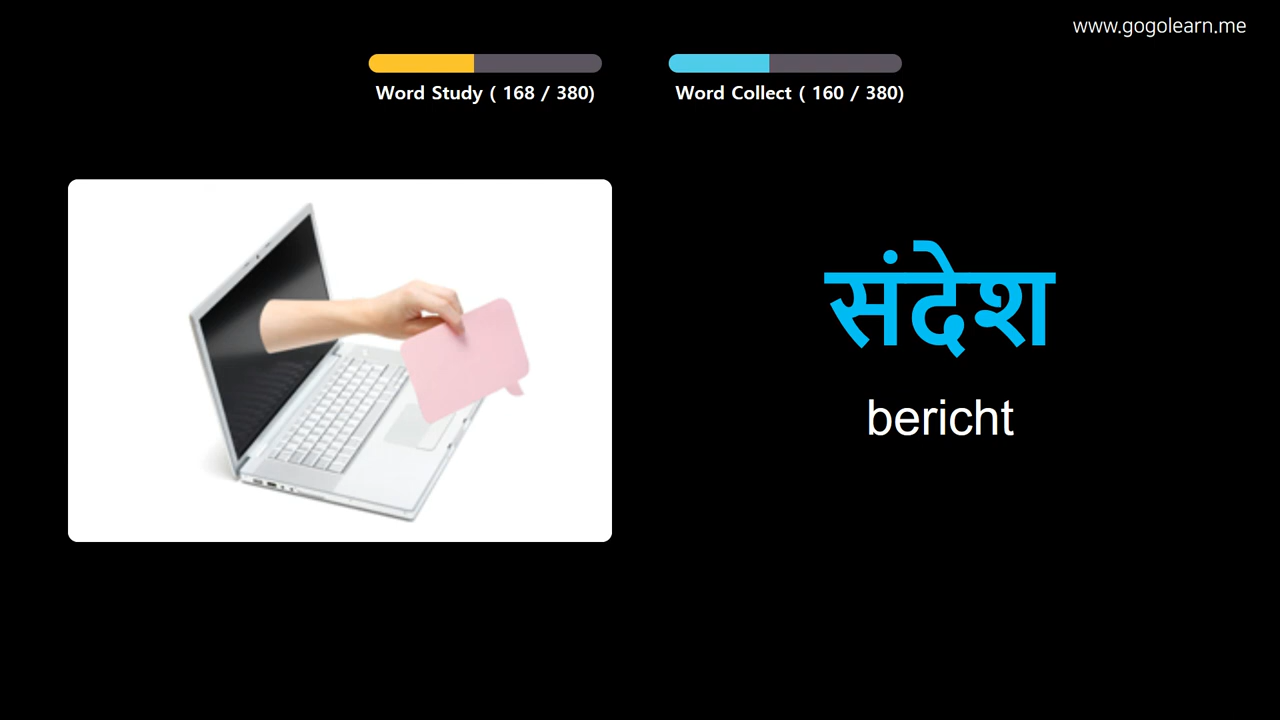 www.gogolearn.me
Word Study ( 168 / 380)
Word Collect ( 160 / 380)
संदेश
bericht